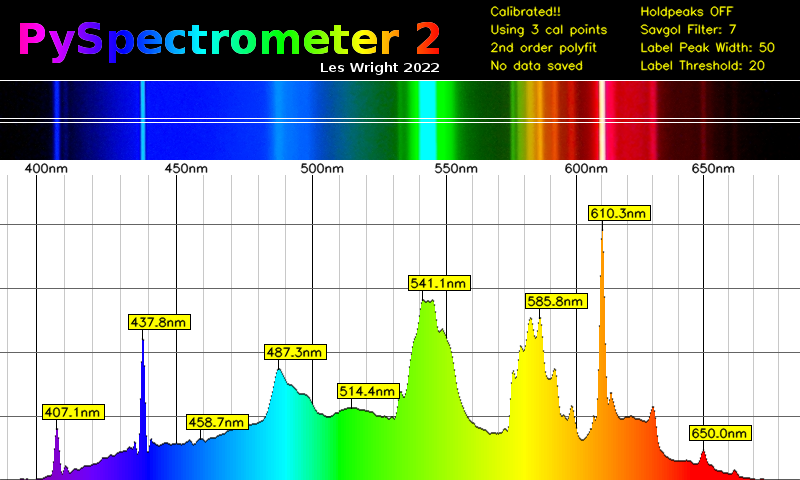 PySpectrometer 2
Les Wright 2022
Calibrated!!
Using 3 cal points
2nd order polyfit
No data saved
Holdpeaks OFF
Savgol Filter: 7
Label Peak Width: 50
Label Threshold: 20
400nm 450nm 500nm 550nm 600nm 650nm
610.3nm
541.1nm
585.8nm
437.8nm
487.3nm
514.4nm
407.1nm
458.7nm
650.0nm